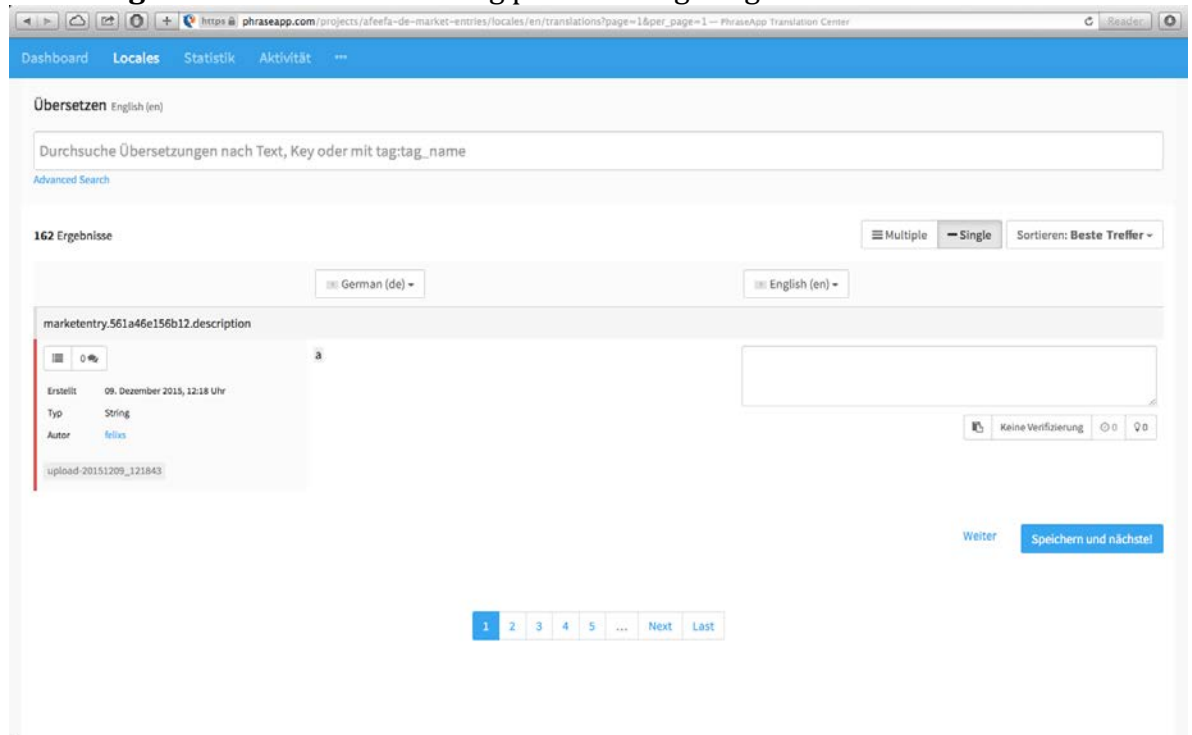 https phraseapp.com/projects/afeefa-de-market-entries/locales/en/translations?page=1&per_page=1 — PhraseApp Translation Center
Reader
Dashboard Locales Statistik Aktivität ...
Übersetzen English (en)
Durchsuche Übersetzungen nach Text, Key oder mit tag:tag_name
Advanced Search
162 Ergebnisse
Multiple Single Sortieren: Beste Treffer
German (de) English (en)
marketentry.561a46e156b12.description
0 a
Erstellt 09. Dezember 2015, 12:18 Uhr
Typ String
Autor felixs
Keine Verifizierung 0 0
upload-20151209_121843
Weiter Speichern und nächste!
1 2 3 4 5 ... Next Last